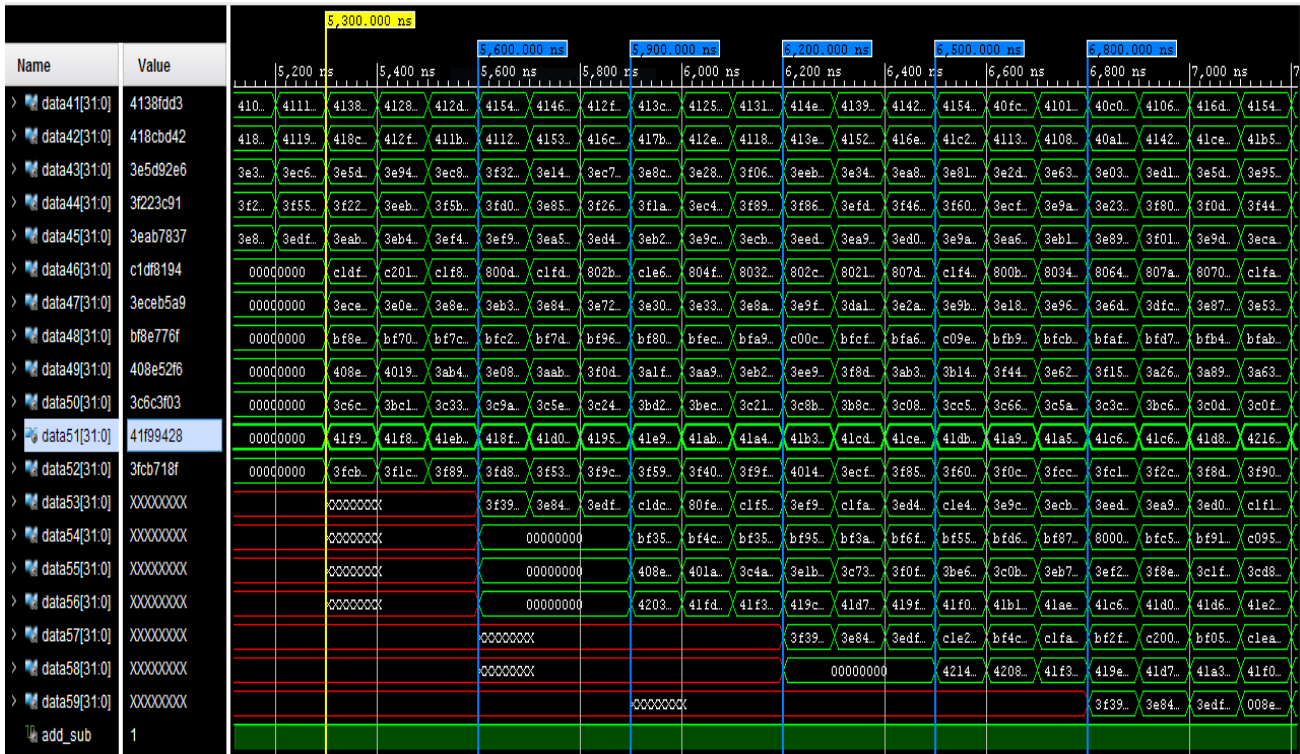 5,300.000 ns
5,600.000 ns 5,900.000 ns 6,200.000 ns 6,500.000 ns 6,800.000 ns
Name Value 5,200 ns 5,400 ns 5,600 ns 5,800 ns 6,000 ns 6,200 ns 6,400 ns 6,600 ns 6,800 ns 7,000 ns 7
data41[31:0] 4138fdd3 410… 4111… 4138… 4128… 412d… 4154… 4146… 412f… 413c… 4125… 4131… 414e… 4139… 4142… 4154… 40fc… 4101… 40c0… 4106… 416d… 4154…
data42[31:0] 418cbd42 418… 4119… 418c… 412f… 411b… 4112… 4153… 416c… 417b… 412e… 4118… 413e… 4152… 416e… 41c2… 4113… 4108… 40a1… 4142… 41ce… 41b5…
data43[31:0] 3e5d92e6 3e3… 3ec6… 3e5d… 3e94… 3ec8… 3f32… 3e14… 3ec7… 3e8c… 3e28… 3f06… 3eeb… 3e34… 3ea8… 3e81… 3e2d… 3e63… 3e03… 3ed1… 3e5d… 3e95…
data44[31:0] 3f223c91 3f2… 3f55… 3f22… 3eeb… 3f5b… 3fd0… 3e85… 3f26… 3f1a… 3ec4… 3f89… 3f86… 3efd… 3f46… 3f60… 3ecf… 3e9a… 3e23… 3f80… 3f0d… 3f44…
data45[31:0] 3eab7837 3e8… 3edf… 3eab… 3eb4… 3ef4… 3ef9… 3ea5… 3ed4… 3eb2… 3e9c… 3ecb… 3eed… 3ea9… 3ed0… 3e9a… 3ea6… 3eb1… 3e89… 3f01… 3e9d… 3eca…
data46[31:0] c1df8194 00000000 c1df… c201… c1f8… 800d… c1fd… 802b… c1e6… 804f… 8032… 802c… 8021… 807d… c1f4… 800b… 8034… 8064… 807a… 8070… c1fa…
data47[31:0] 3eceb5a9 00000000 3ece… 3e0e… 3e8e… 3eb3… 3e84… 3e72… 3e30… 3e33… 3e8a… 3e9f… 3da1… 3e2a… 3e9b… 3e18… 3e96… 3e6d… 3dfc… 3e87… 3e53…
data48[31:0] bf8e776f 00000000 bf8e… bf70… bf7c… bfc2… bf7d… bf96… bf80… bfec… bfa9… c00c… bfcf… bfa6… c09e… bfb9… bfcb… bfaf… bfd7… bfb4… bfab…
data49[31:0] 408e52f6 00000000 408e… 4019… 3ab4… 3e08… 3aab… 3f0d… 3a1f… 3aa9… 3eb2… 3ee9… 3f8d… 3ab3… 3b14… 3f44… 3e62… 3f15… 3a26… 3a89… 3a63…
data50[31:0] 3c6c3f03 00000000 3c6c… 3bc1… 3c33… 3c9a… 3c5e… 3c24… 3bd2… 3bec… 3c21… 3c8b… 3b8c… 3c08… 3cc5… 3c66… 3c5a… 3c3c… 3bc6… 3c0d… 3c0f…
data51[31:0] 41f99428 00000000 41f9… 41f8… 41eb… 418f… 41d0… 4195… 41e9… 41ab… 41a4… 41b3… 41cd… 41ce… 41db… 41a9… 41a5… 41c6… 41c6… 41d8… 4216…
data52[31:0] 3fcb718f 00000000 3fcb… 3f1c… 3f89… 3fd8… 3f53… 3f9c… 3f59… 3f40… 3f9f… 4014… 3ecf… 3f85… 3f60… 3f0c… 3fcc… 3fc1… 3f2c… 3f8d… 3f90…
data53[31:0] XXXXXXXX XXXXXXXX 3f39… 3e84… 3edf… c1dc… 80fe… c1f5… 3ef9… c1fa… 3ed4… c1e4… 3e9c… 3ecb… 3eed… 3ea9… 3ed0… c1f1…
data54[31:0] XXXXXXXX XXXXXXXX 00000000 bf35… bf4c… bf35… bf95… bf3a… bf6f… bf55… bfd6… bf87… 8000… bfc5… bf91… c095…
data55[31:0] XXXXXXXX XXXXXXXX 00000000 408e… 401a… 3c4a… 3e1b… 3c73… 3f0f… 3be6… 3c0b… 3eb7… 3ef2… 3f8e… 3c1f… 3cd8…
data56[31:0] XXXXXXXX XXXXXXXX 00000000 4203… 41fd… 41f3… 419c… 41d7… 419f… 41f0… 41b1… 41ae… 41c6… 41d0… 41d6… 41e2…
data57[31:0] XXXXXXXX XXXXXXXX 3f39… 3e84… 3edf… c1e2… bf4c… c1fa… bf2f… c200… bf05… c1ea…
data58[31:0] XXXXXXXX XXXXXXXX 00000000 4214… 4208… 41f3… 419e… 41d7… 41a3… 41f0…
data59[31:0] XXXXXXXX XXXXXXXX 3f39… 3e84… 3edf… 008e…
add_sub 1